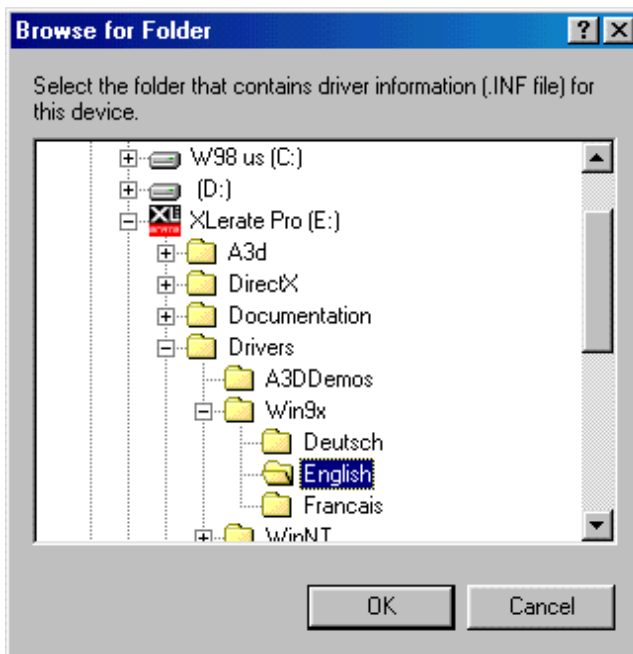 Browse for Folder
Select the folder that contains driver information (.INF file) for
this device.
W98 us (C:)
(D:)
XLerate Pro (E:)
A3d
DirectX
Documentation
Drivers
A3DDemos
Win9x
Deutsch
English
Francais
WinNT
OK
Cancel